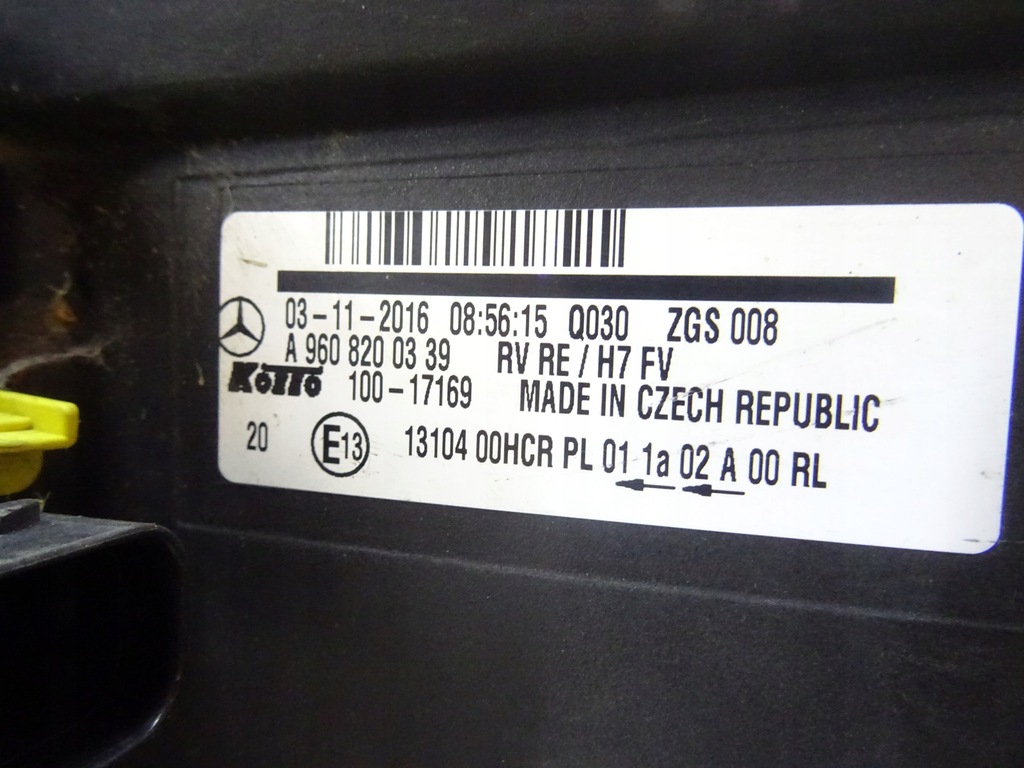 03-11-2016 08:56:15 Q030 ZGS 008
A 960 820 03 39 RV RE / H7 FV
KOITO 100-17169 MADE IN CZECH REPUBLIC
20 E13 13104 00HCR PL 01 1a 02 A 00 RL